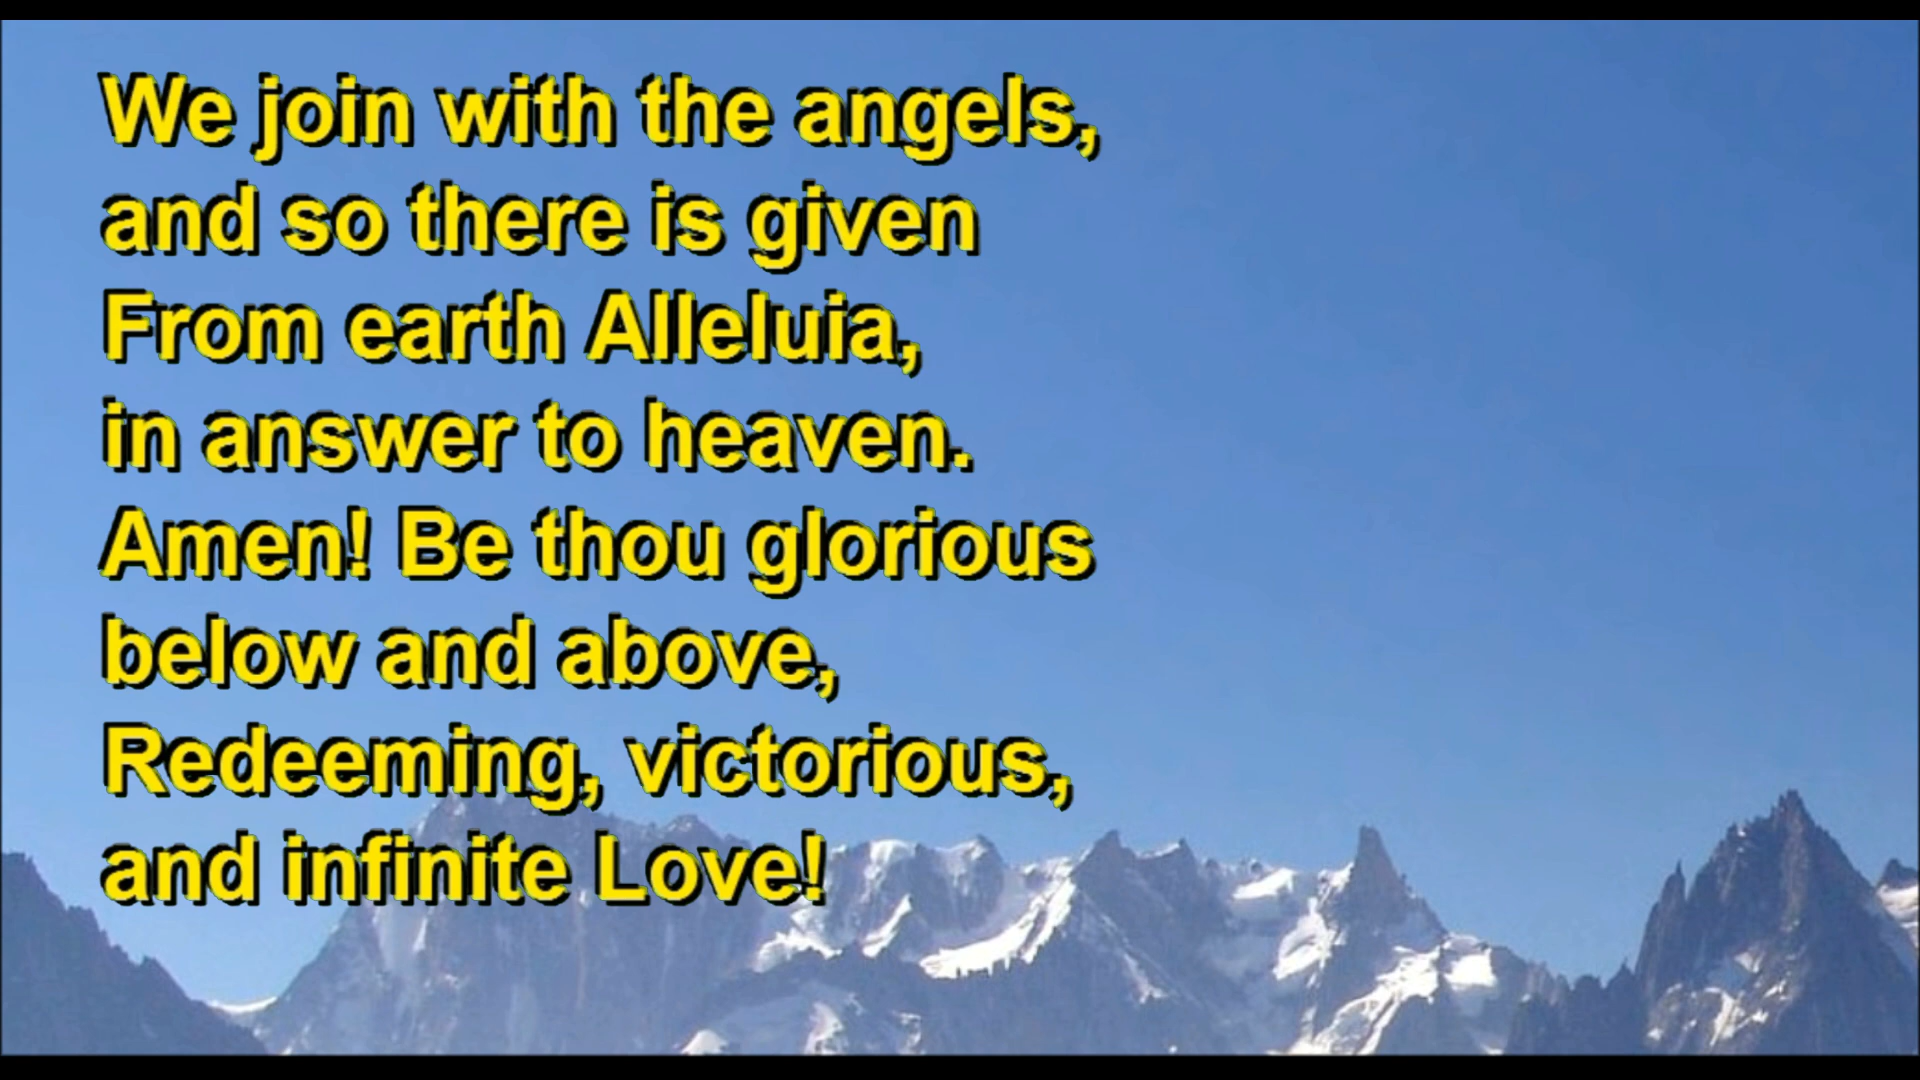 We join with the angels,
and so there is given
From earth Alleluia,
in answer to heaven.
Amen! Be thou glorious
below and above,
Redeeming, victorious,
and infinite Love!